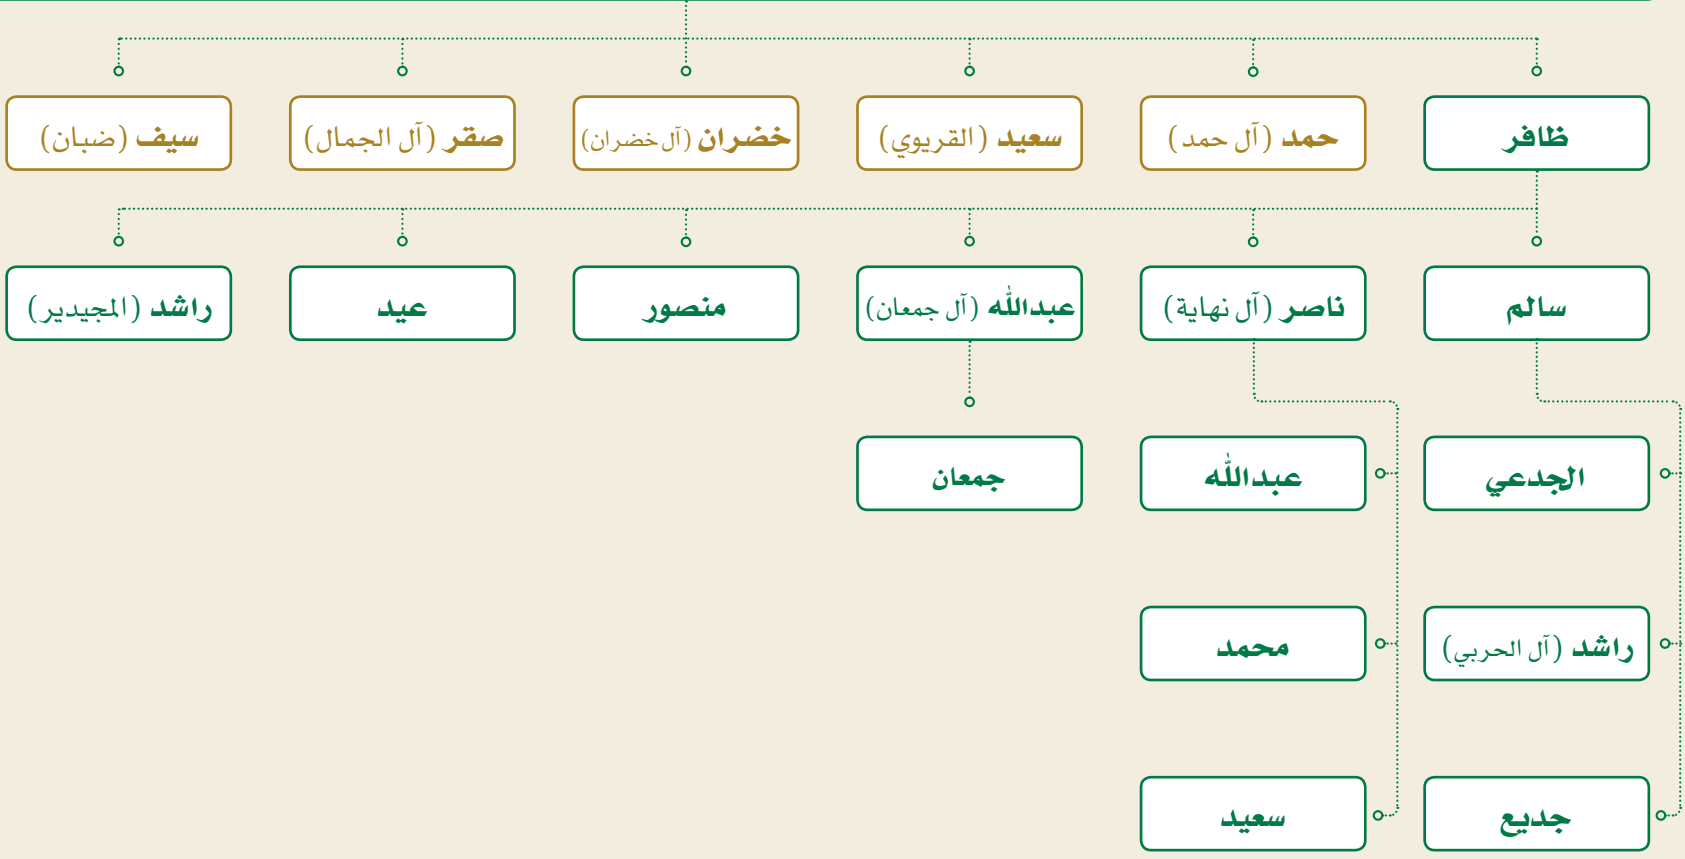 ظافر
حمد (آل حمد)
سعيد (القريوي)
خضران (آل خضران)
صقر (آل الجمال)
سيف (ضبان)
سالم
ناصر (آل نهاية)
عبدالله (آل جمعان)
منصور
عيد
راشد (المجيدير)
الجدعي
عبدالله
جمعان
راشد (آل الحربي)
محمد
جديع
سعيد